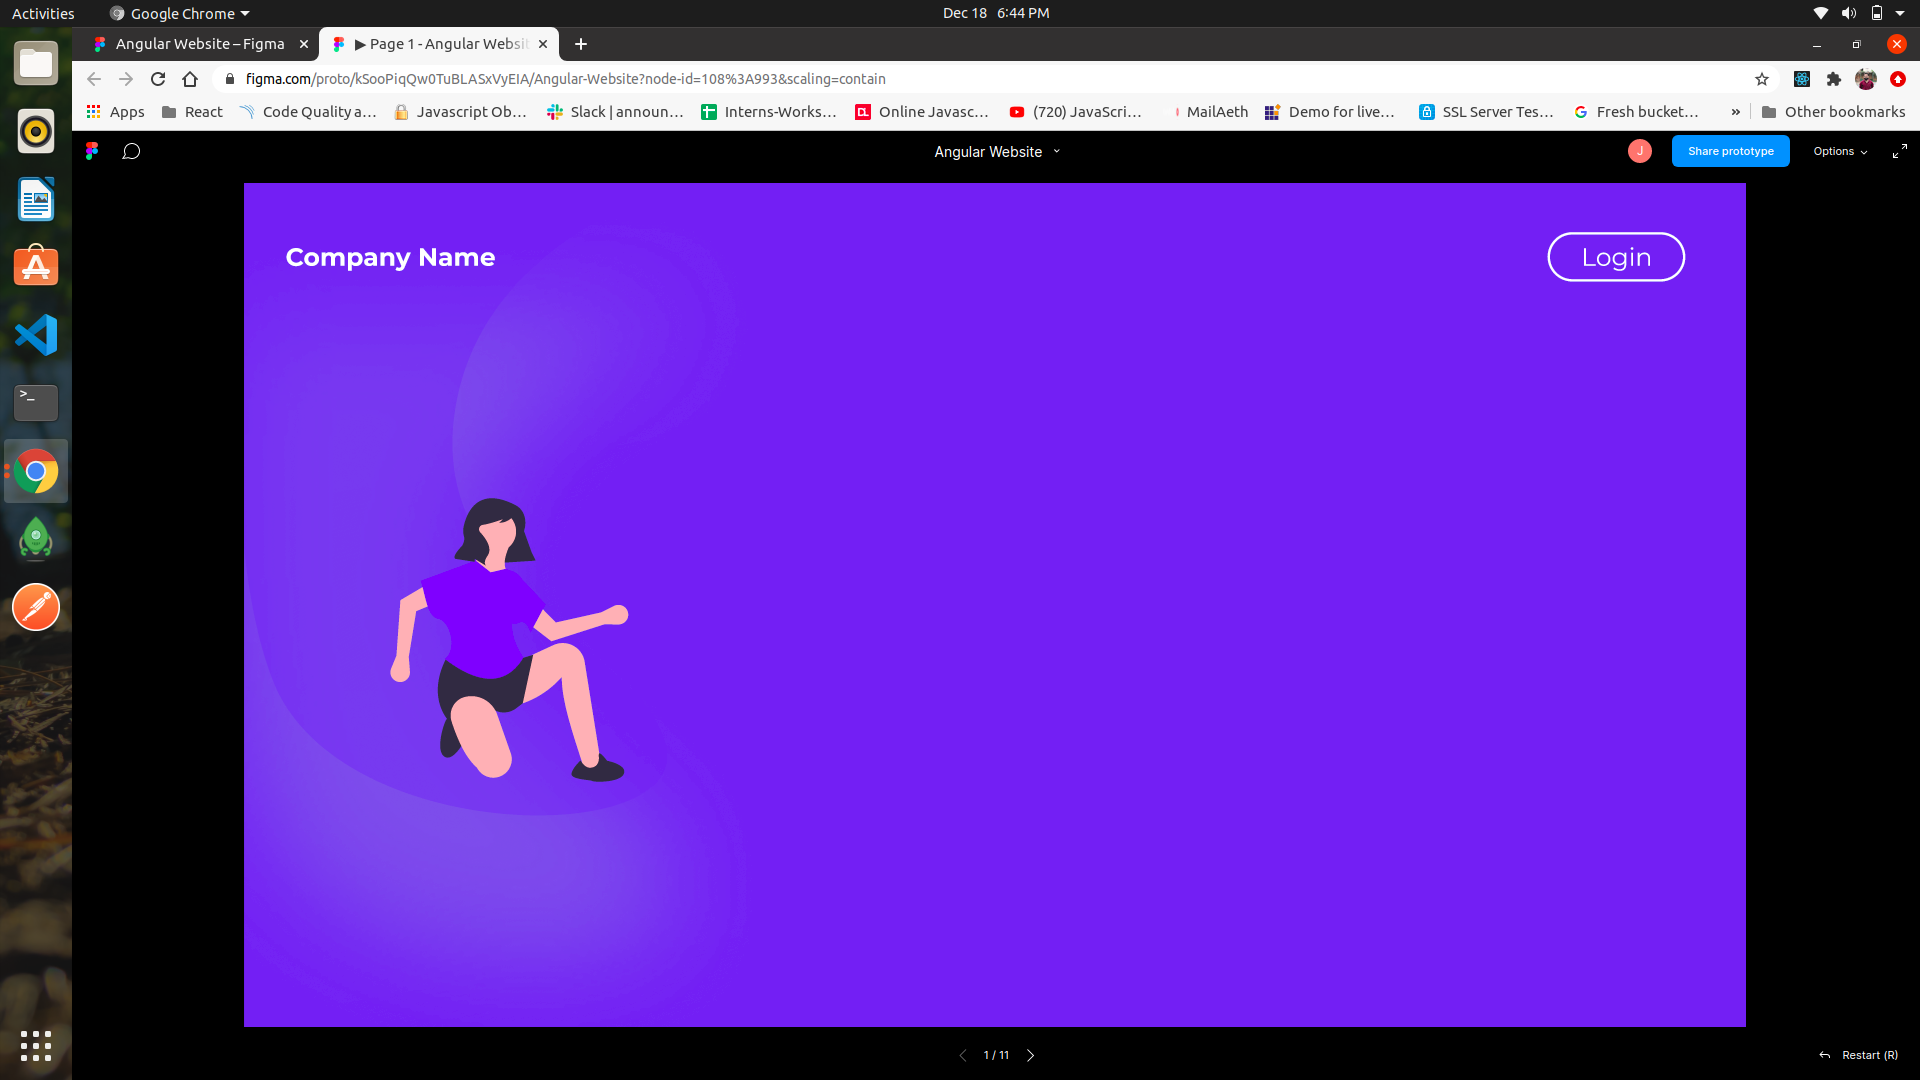 Activities
Google Chrome
Dec 18 6:44 PM
Angular Website – Figma
▶ Page 1 - Angular Websit
figma.com/proto/kSooPiqQw0TuBLASxVyEIA/Angular-Website?node-id=108%3A993&scaling=contain
Apps
React
Code Quality a...
Javascript Ob...
Slack | announ...
Interns-Works...
Online Javasc...
(720) JavaScri...
MailAeth
Demo for live...
SSL Server Tes...
Fresh bucket...
»
Other bookmarks
Angular Website
J
Share prototype
Options
Company Name
Login
1 / 11
Restart (R)